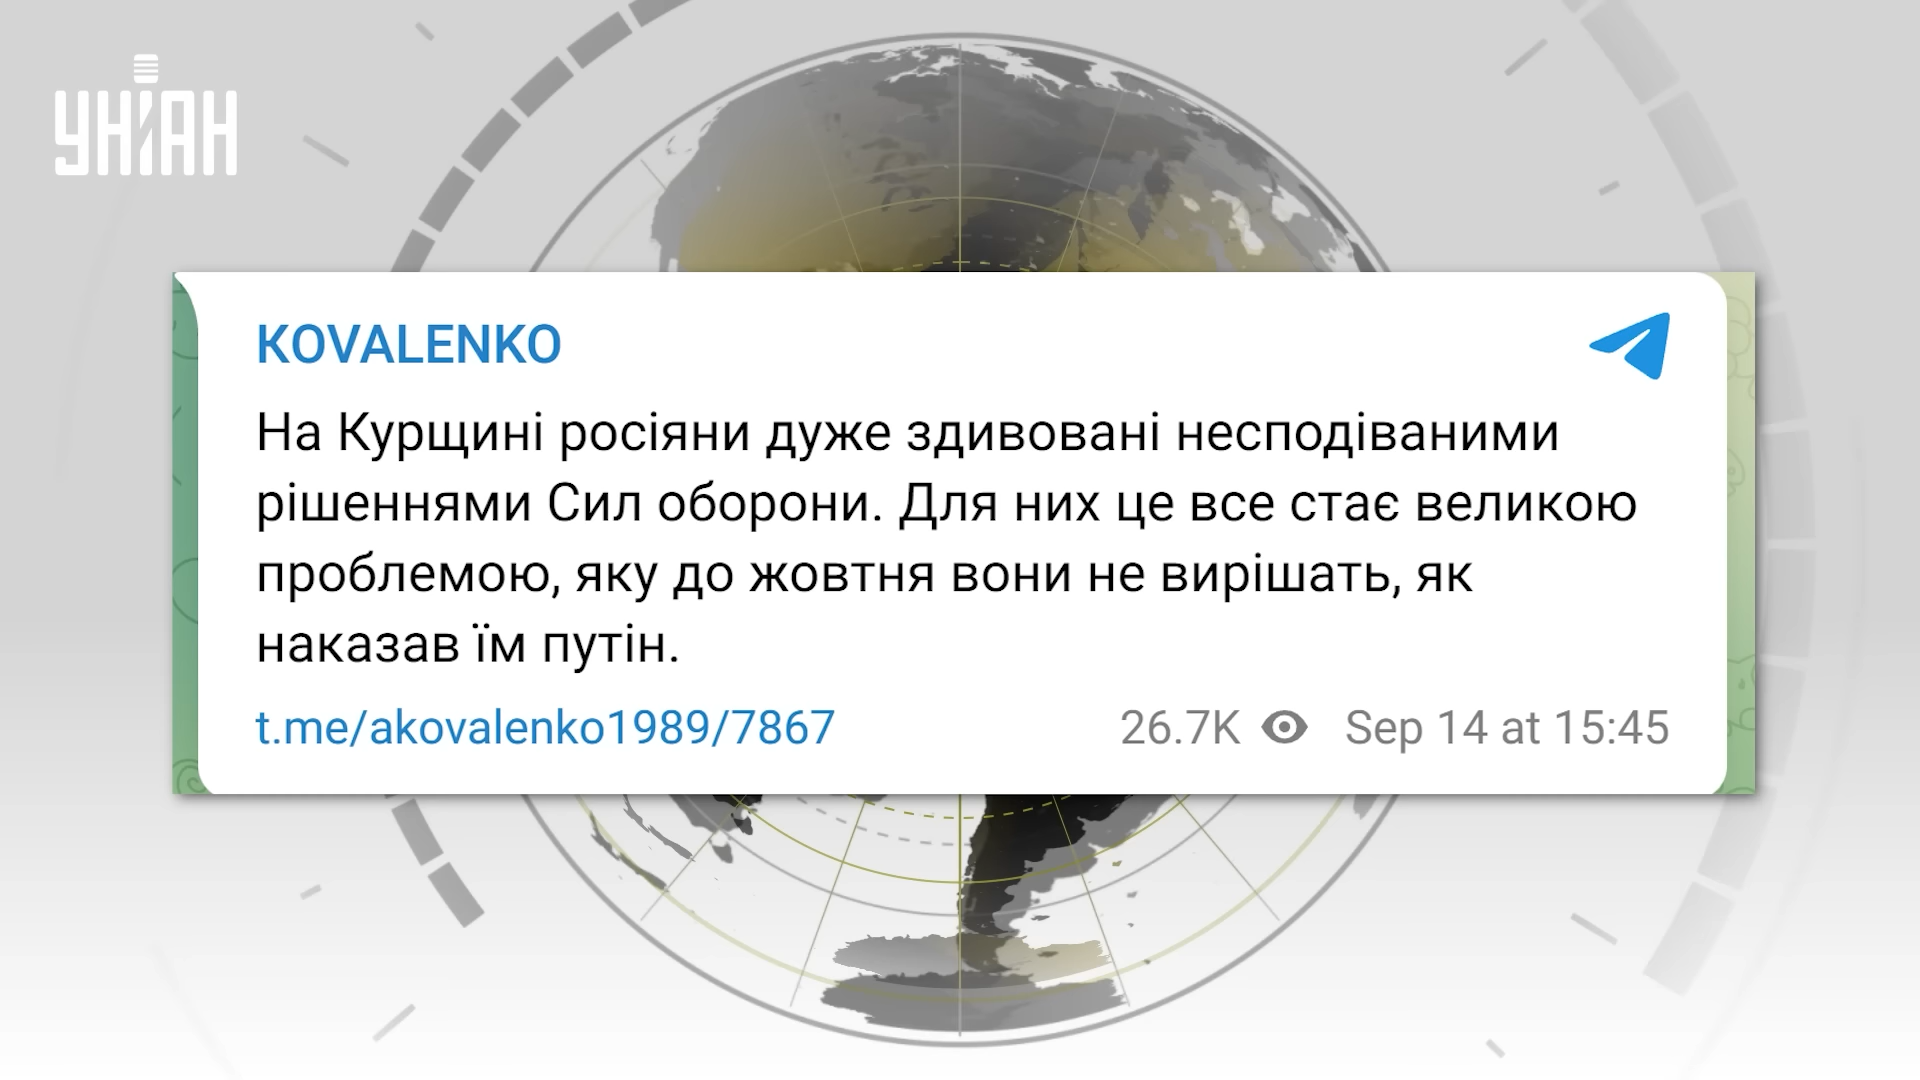 УНІАН
KOVALENKO
На Курщині росіяни дуже здивовані несподіваними
рішеннями Сил оборони. Для них це все стає великою
проблемою, яку до жовтня вони не вирішать, як
наказав їм путін.
t.me/akovalenko1989/7867 26.7K Sep 14 at 15:45